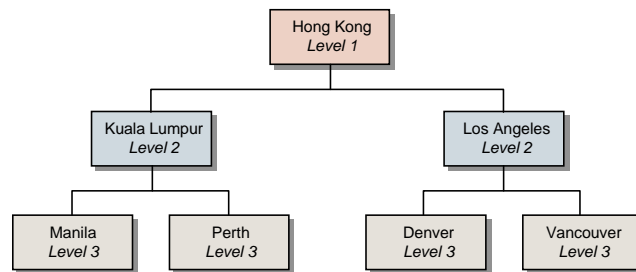 Hong Kong
Level 1
Kuala Lumpur
Level 2
Los Angeles
Level 2
Manila
Level 3
Perth
Level 3
Denver
Level 3
Vancouver
Level 3